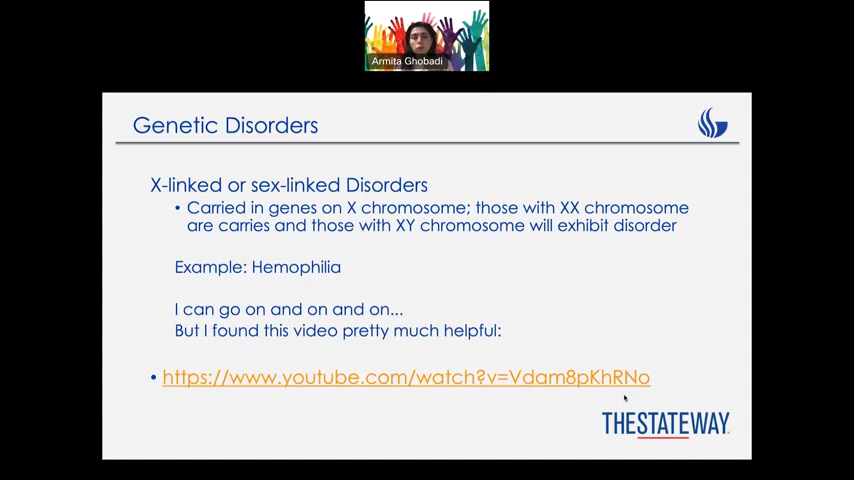 Armita Ghobadi
Genetic Disorders
X-linked or sex-linked Disorders
• Carried in genes on X chromosome; those with XX chromosome
are carries and those with XY chromosome will exhibit disorder
Example: Hemophilia
I can go on and on and on...
But I found this video pretty much helpful:
• https://www.youtube.com/watch?v=Vdam8pKhRNo
THESTATEWAY.